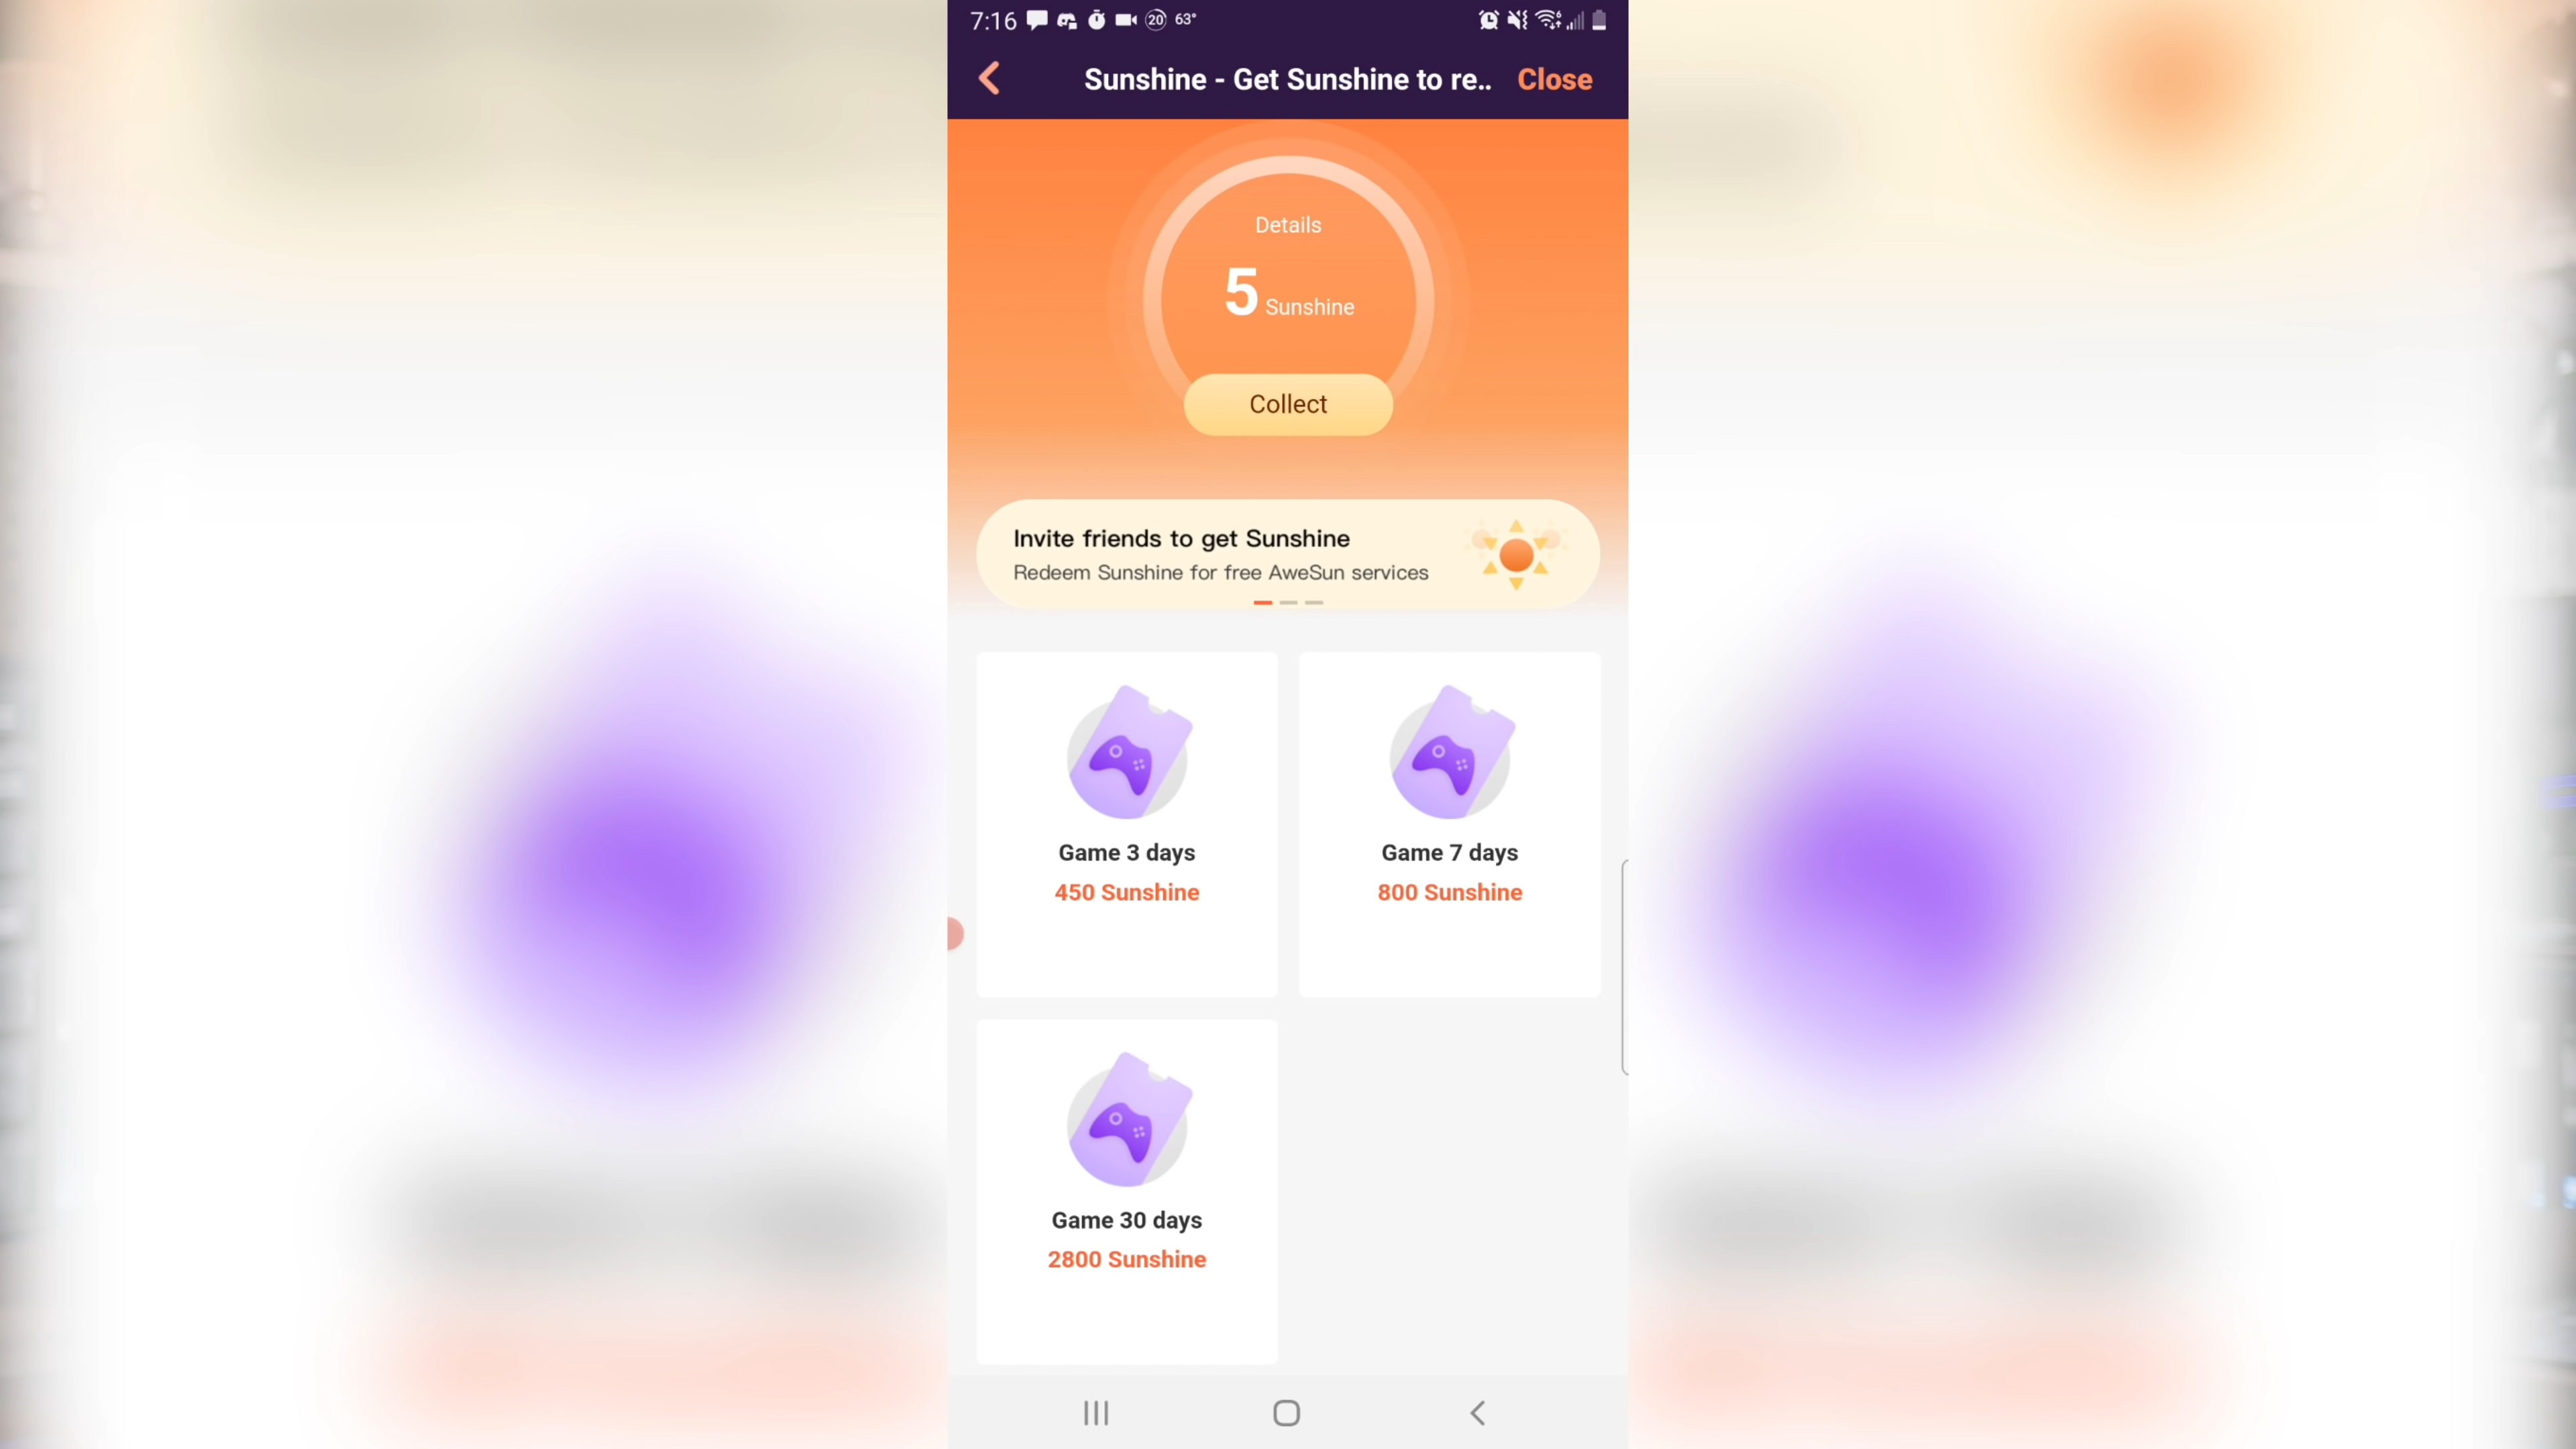 7:16 20 63°
Sunshine - Get Sunshine to re.. Close
Details
5 Sunshine
Collect
Invite friends to get Sunshine
Redeem Sunshine for free AweSun services
Game 3 days
450 Sunshine
Game 7 days
800 Sunshine
Game 30 days
2800 Sunshine